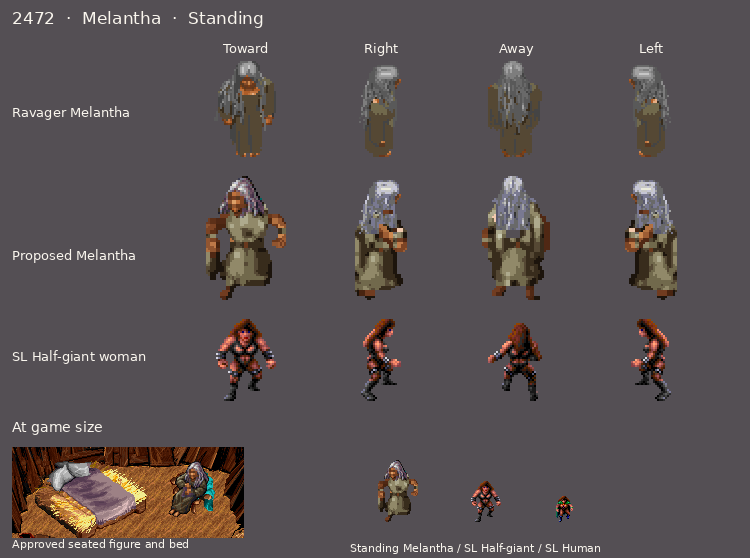 2472 · Melantha · Standing
Toward Right Away Left
Ravager Melantha
Proposed Melantha
SL Half-giant woman
At game size
Approved seated figure and bed
Standing Melantha / SL Half-giant / SL Human